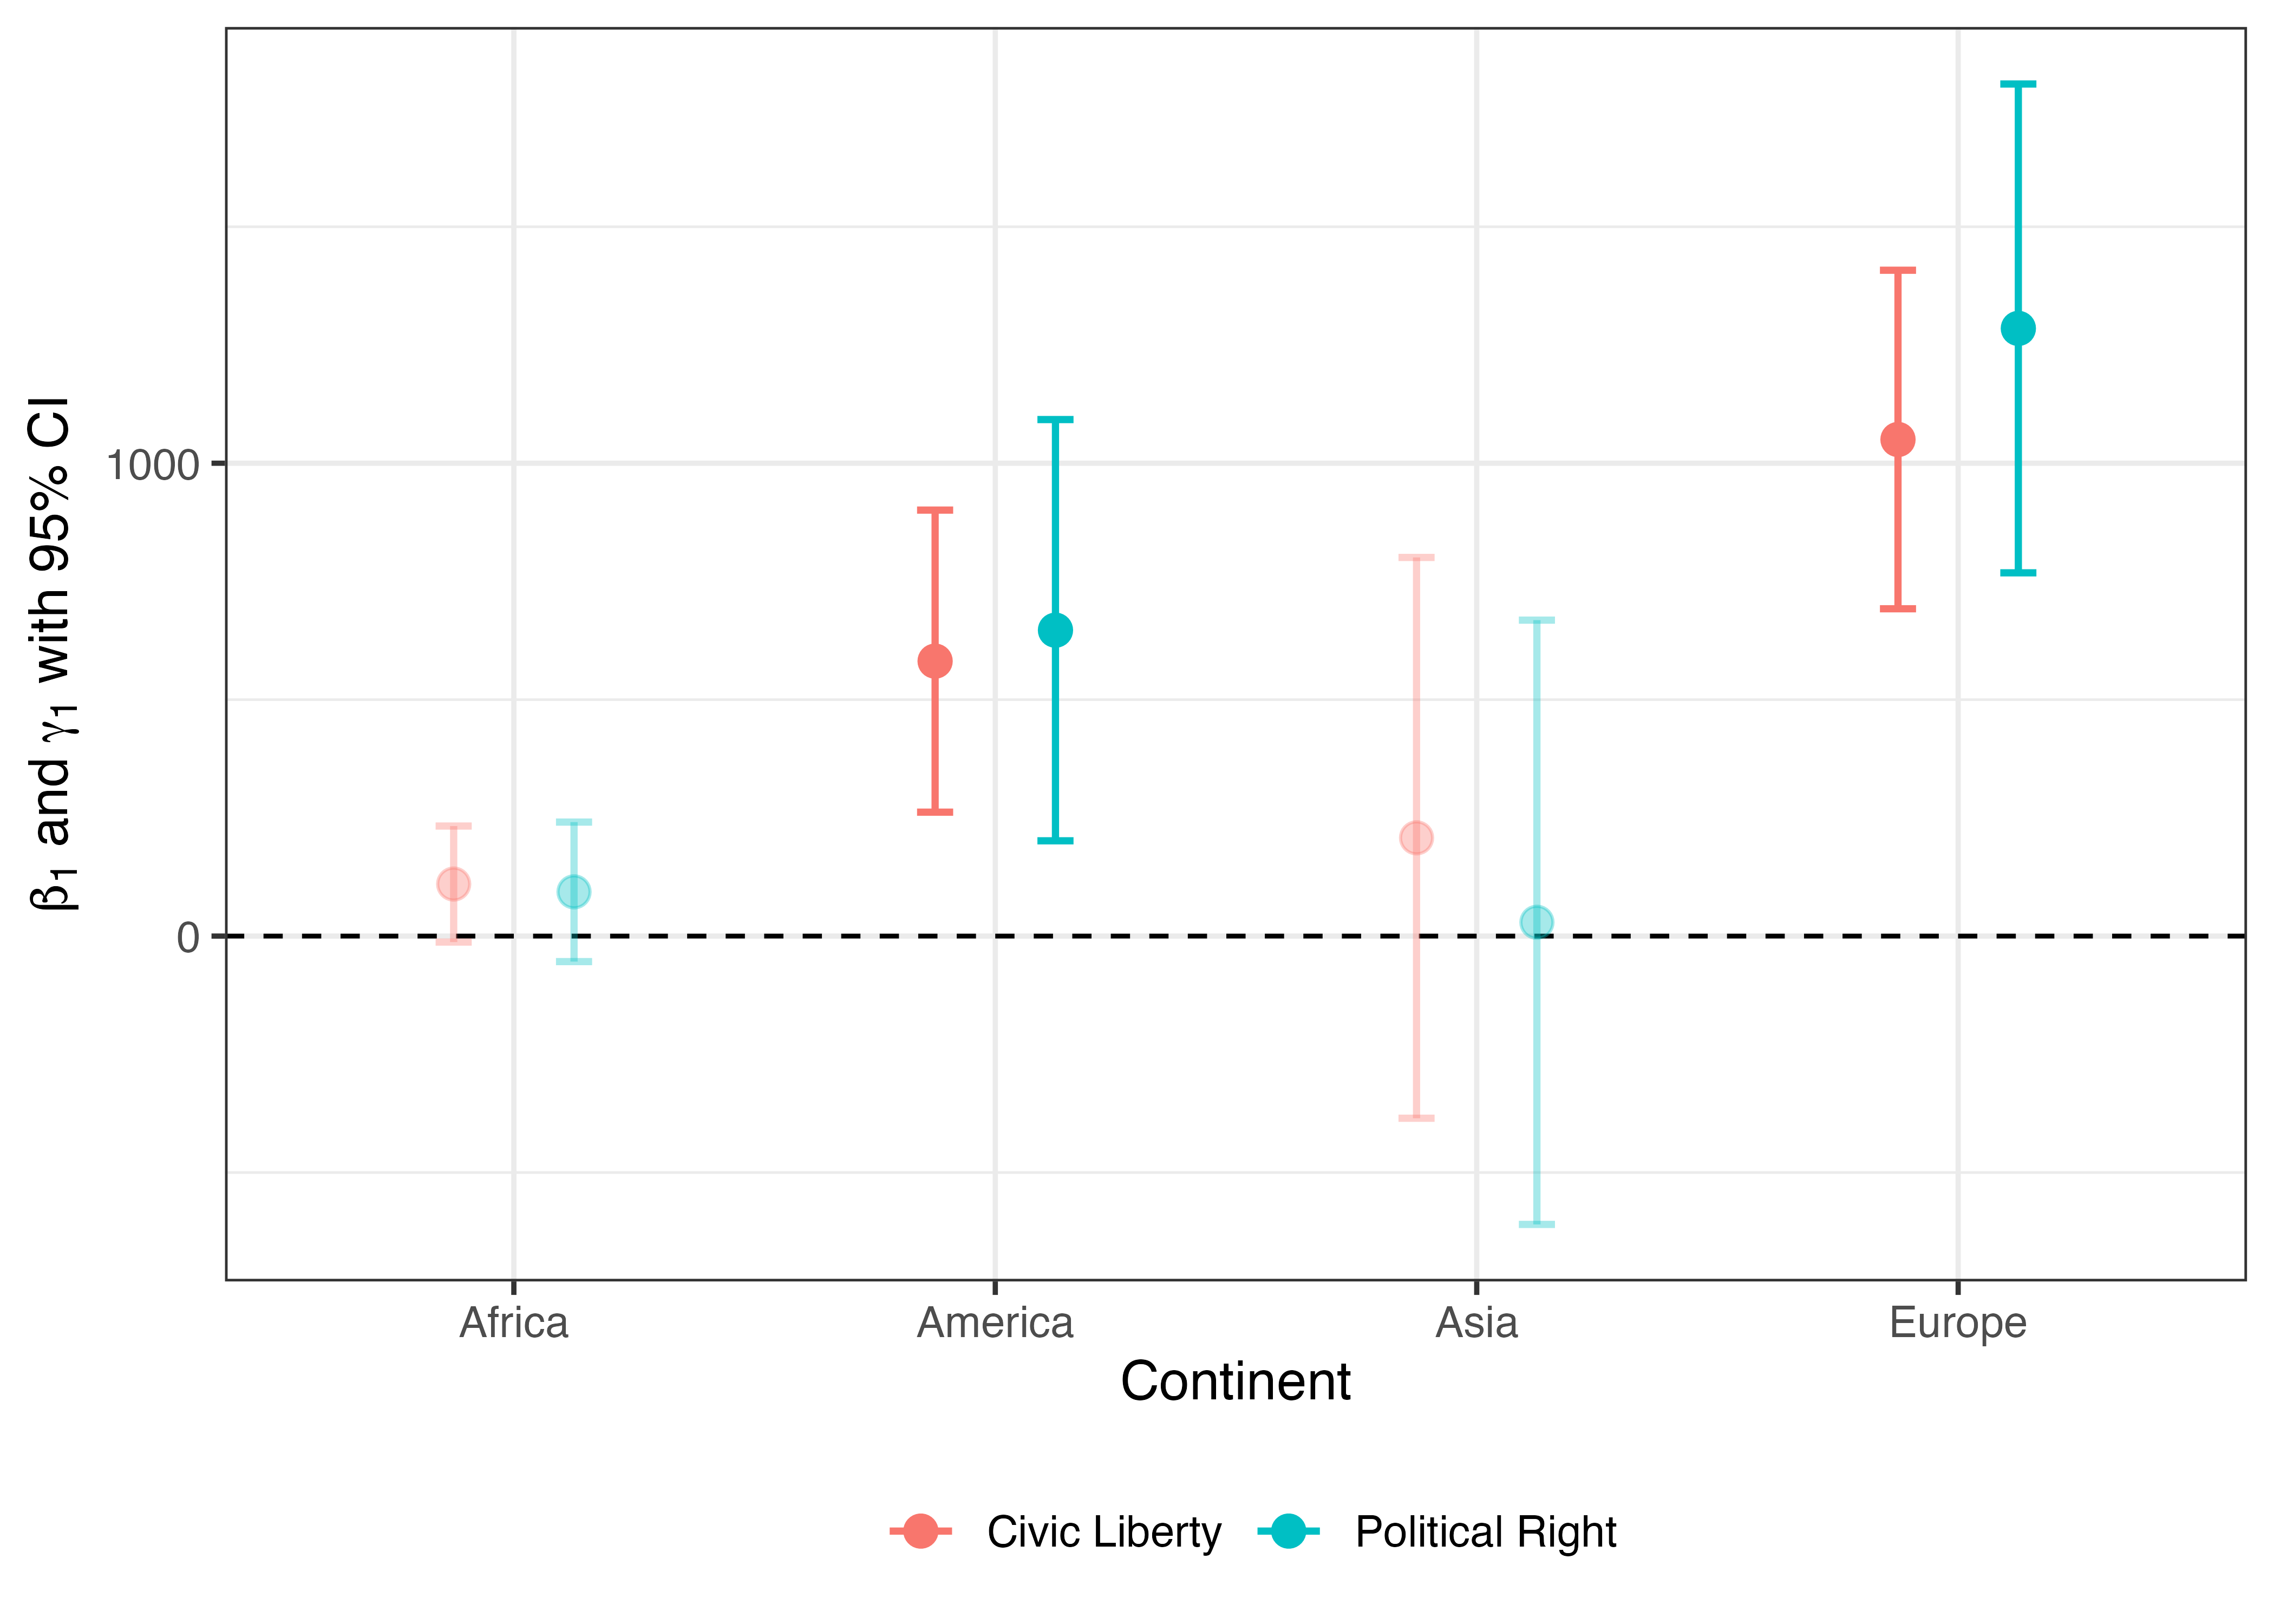 β1 and γ1 with 95% CI
1000
0
Africa America Asia Europe
Continent
Civic Liberty Political Right